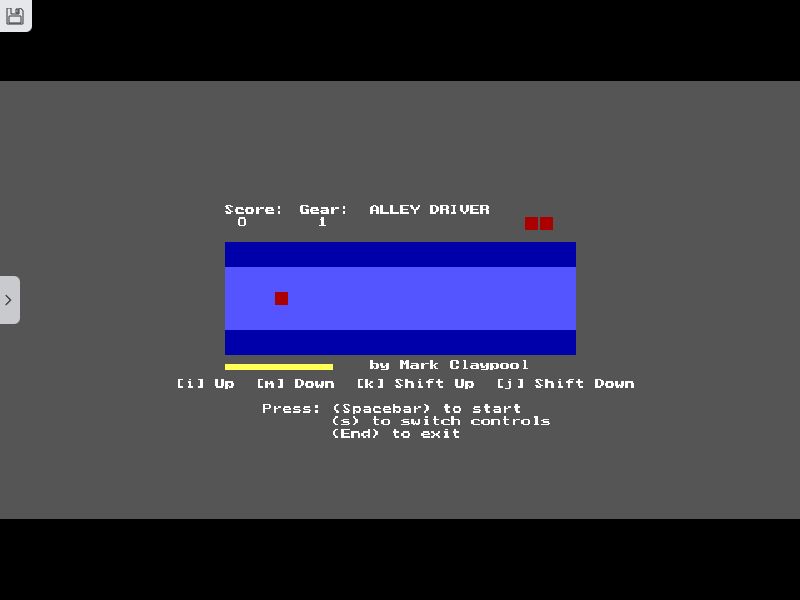 Score: Gear: ALLEY DRIVER
0 1
by Mark Claypool
[i] Up [m] Down [k] Shift Up [j] Shift Down
Press: (Spacebar) to start
(s) to switch controls
(End) to exit